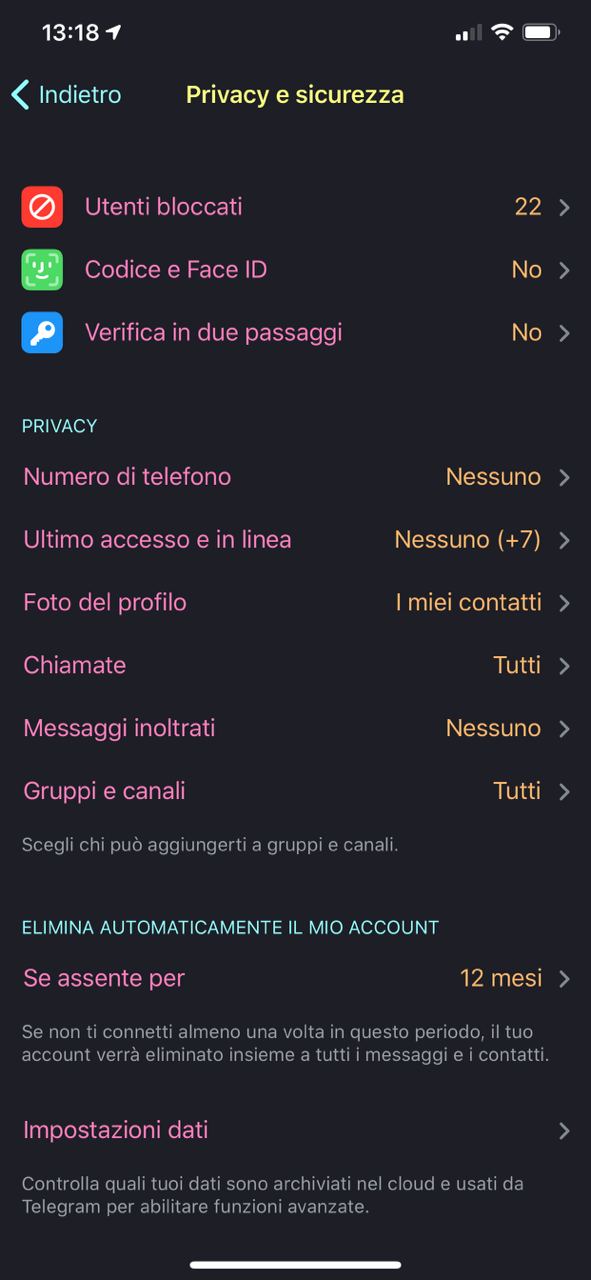 13:18
Indietro
Privacy e sicurezza
Utenti bloccati 22
Codice e Face ID No
Verifica in due passaggi No
PRIVACY
Numero di telefono Nessuno
Ultimo accesso e in linea Nessuno (+7)
Foto del profilo I miei contatti
Chiamate Tutti
Messaggi inoltrati Nessuno
Gruppi e canali Tutti
Scegli chi può aggiungerti a gruppi e canali.
ELIMINA AUTOMATICAMENTE IL MIO ACCOUNT
Se assente per 12 mesi
Se non ti connetti almeno una volta in questo periodo, il tuo
account verrà eliminato insieme a tutti i messaggi e i contatti.
Impostazioni dati
Controlla quali tuoi dati sono archiviati nel cloud e usati da
Telegram per abilitare funzioni avanzate.